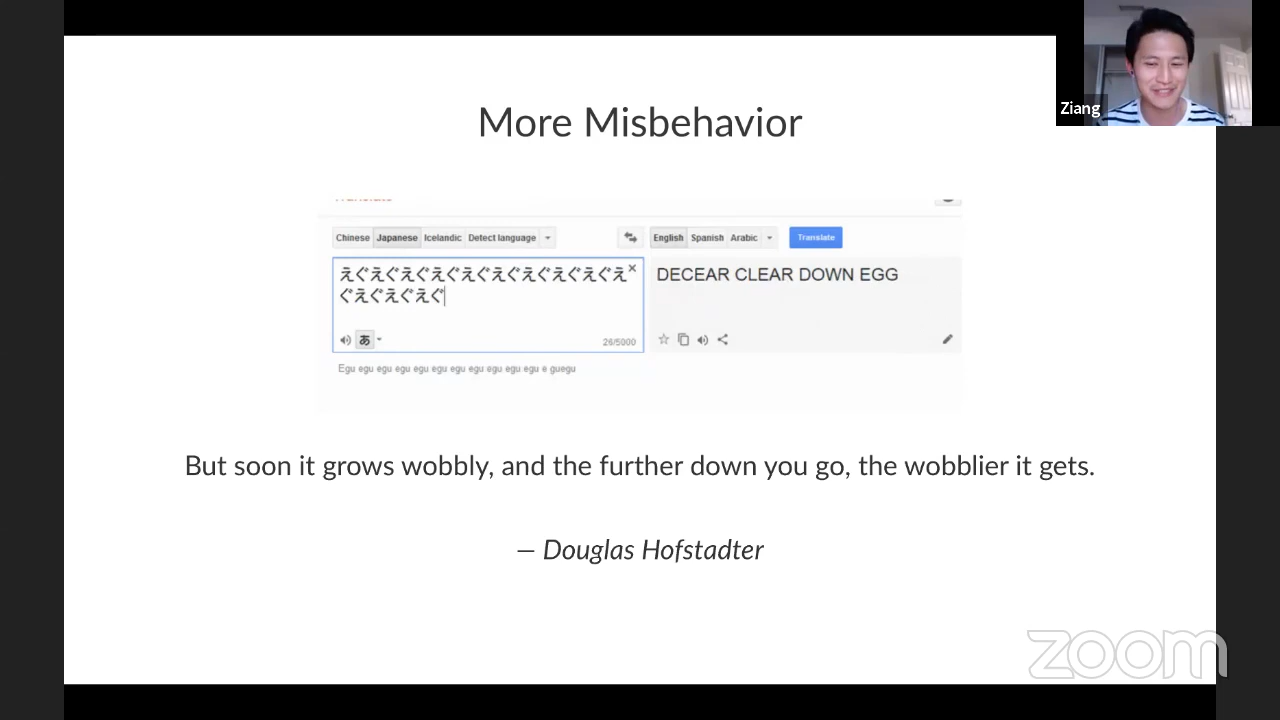 Ziang
More Misbehavior
Chinese Japanese Icelandic Detect language
English Spanish Arabic Translate
えぐえぐえぐえぐえぐえぐえぐえぐえぐえ
ぐえぐえぐえぐ
DECEAR CLEAR DOWN EGG
あ
26/5000
Egu egu egu egu egu egu egu egu egu egu egu e guegu
But soon it grows wobbly, and the further down you go, the wobblier it gets.
— Douglas Hofstadter
zoom